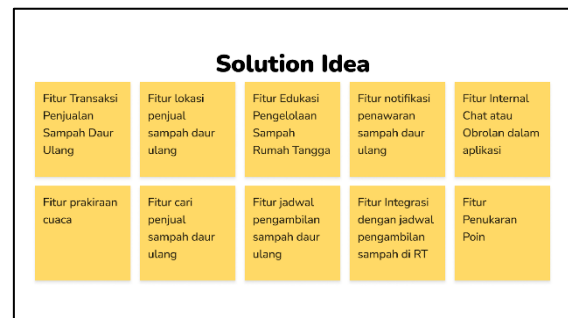 Solution Idea
Fitur Transaksi
Penjualan
Sampah Daur
Ulang
Fitur lokasi
penjual
sampah daur
ulang
Fitur Edukasi
Pengelolaan
Sampah
Rumah Tangga
Fitur notifikasi
penawaran
sampah daur
ulang
Fitur Internal
Chat atau
Obrolan dalam
aplikasi
Fitur prakiraan
cuaca
Fitur cari
penjual
sampah daur
ulang
Fitur jadwal
pengambilan
sampah daur
ulang
Fitur Integrasi
dengan jadwal
pengambilan
sampah di RT
Fitur
Penukaran
Poin